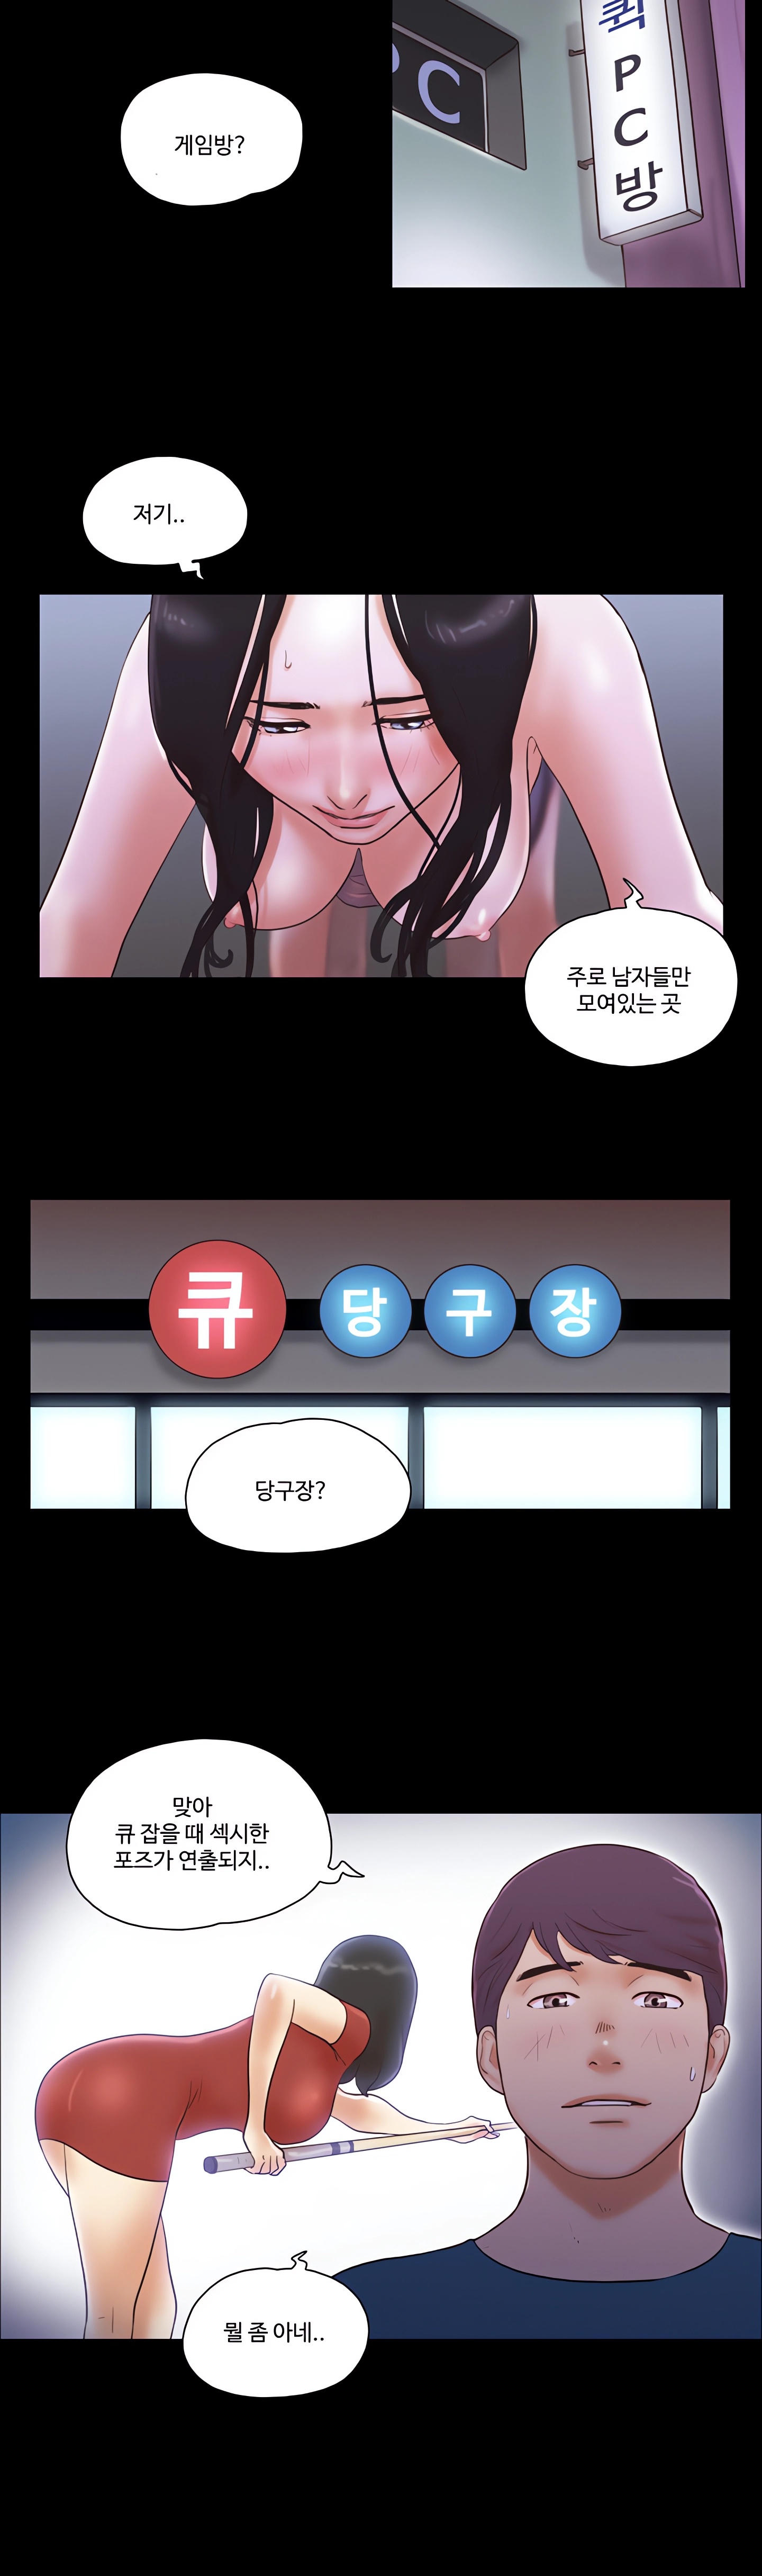 PC
퀵
P
C
방
게임방?
저기..
주로 남자들만
모여있는 곳
큐 당구장
당구장?
맞아
큐 잡을 때 섹시한
포즈가 연출되지..
뭘 좀 아네..